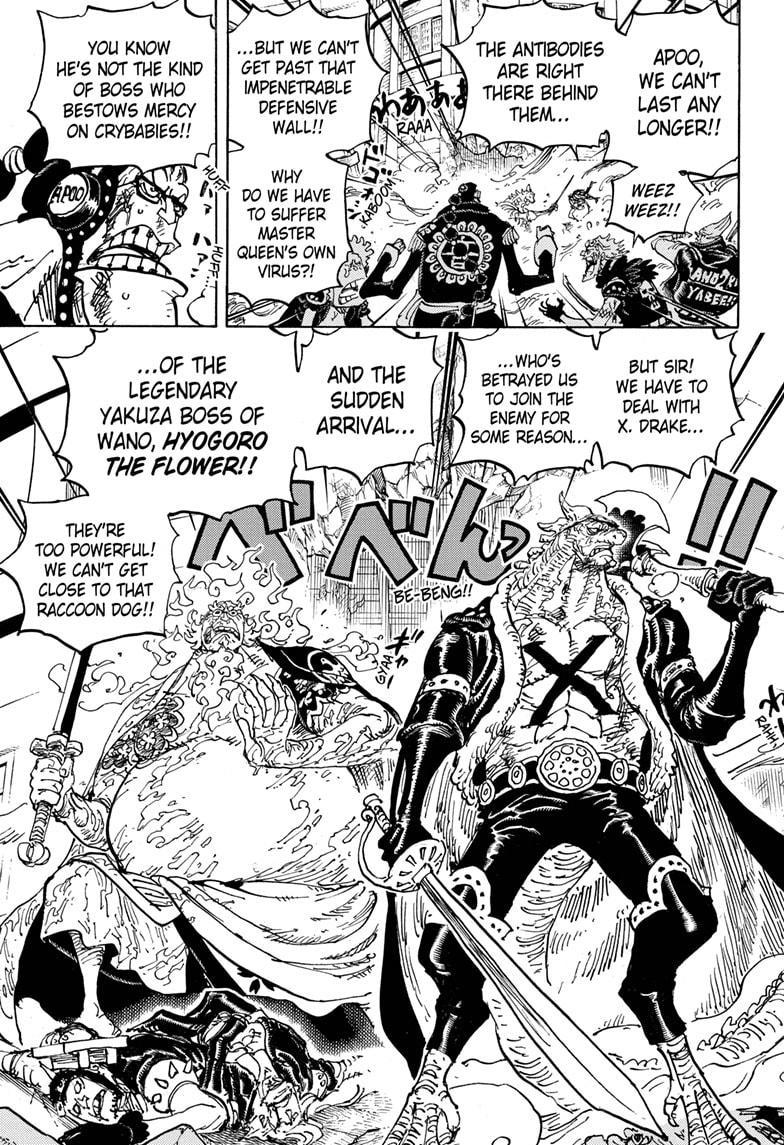 APOO,
WE CAN'T
LAST ANY
LONGER!!
THE ANTIBODIES
ARE RIGHT
THERE BEHIND
THEM...
...BUT WE CAN'T
GET PAST THAT
IMPENETRABLE
DEFENSIVE
WALL!!
WHY
DO WE HAVE
TO SUFFER
MASTER
QUEEN'S OWN
VIRUS?!
わあああ
RAAA
KABOOM
WEEZ
WEEZ!!
YABEE!!
YOU KNOW
HE'S NOT THE KIND
OF BOSS WHO
BESTOWS MERCY
ON CRYBABIES!!
APOO
HUFF
HUFF...
BUT SIR!
WE HAVE TO
DEAL WITH
X. DRAKE...
...WHO'S
BETRAYED US
TO JOIN THE
ENEMY FOR
SOME REASON...
AND THE
SUDDEN
ARRIVAL...
...OF THE
LEGENDARY
YAKUZA BOSS OF
WANO, HYOGORO
THE FLOWER!!
THEY'RE
TOO POWERFUL!
WE CAN'T GET
CLOSE TO THAT
RACCOON DOG!!
べべんっ!!
BE-BENG!!
GYAA
RAAA
X